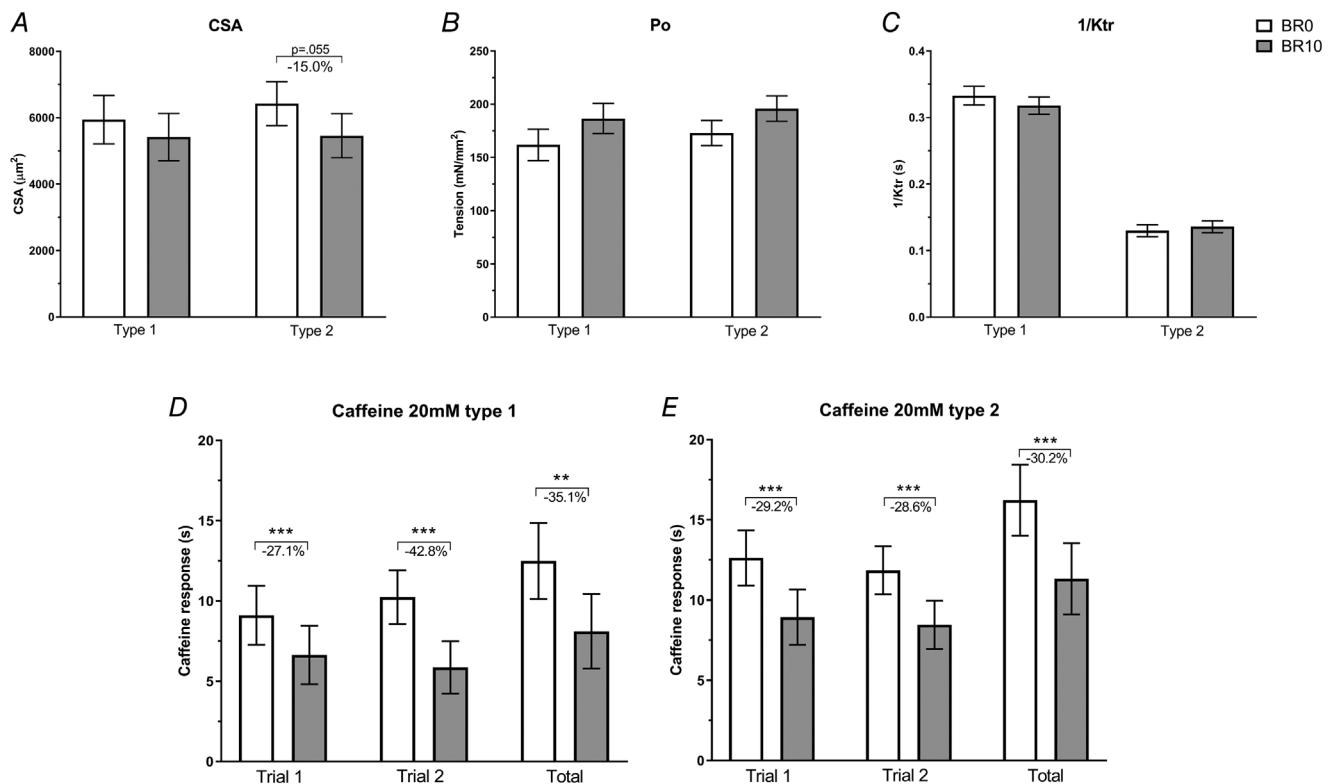 A
CSA
8000
6000
4000
2000
0
CSA (μm²)
p=.055
-15.0%
Type 1
Type 2
B
Po
250
200
150
100
50
0
Tension (mN/mm²)
Type 1
Type 2
C
1/Ktr
0.4
0.3
0.2
0.1
0.0
1/Ktr (s)
Type 1
Type 2
BR0
BR10
D
Caffeine 20mM type 1
20
15
10
5
0
Caffeine response (s)
***
-27.1%
***
-42.8%
**
-35.1%
Trial 1
Trial 2
Total
E
Caffeine 20mM type 2
20
15
10
5
0
Caffeine response (s)
***
-29.2%
***
-28.6%
***
-30.2%
Trial 1
Trial 2
Total